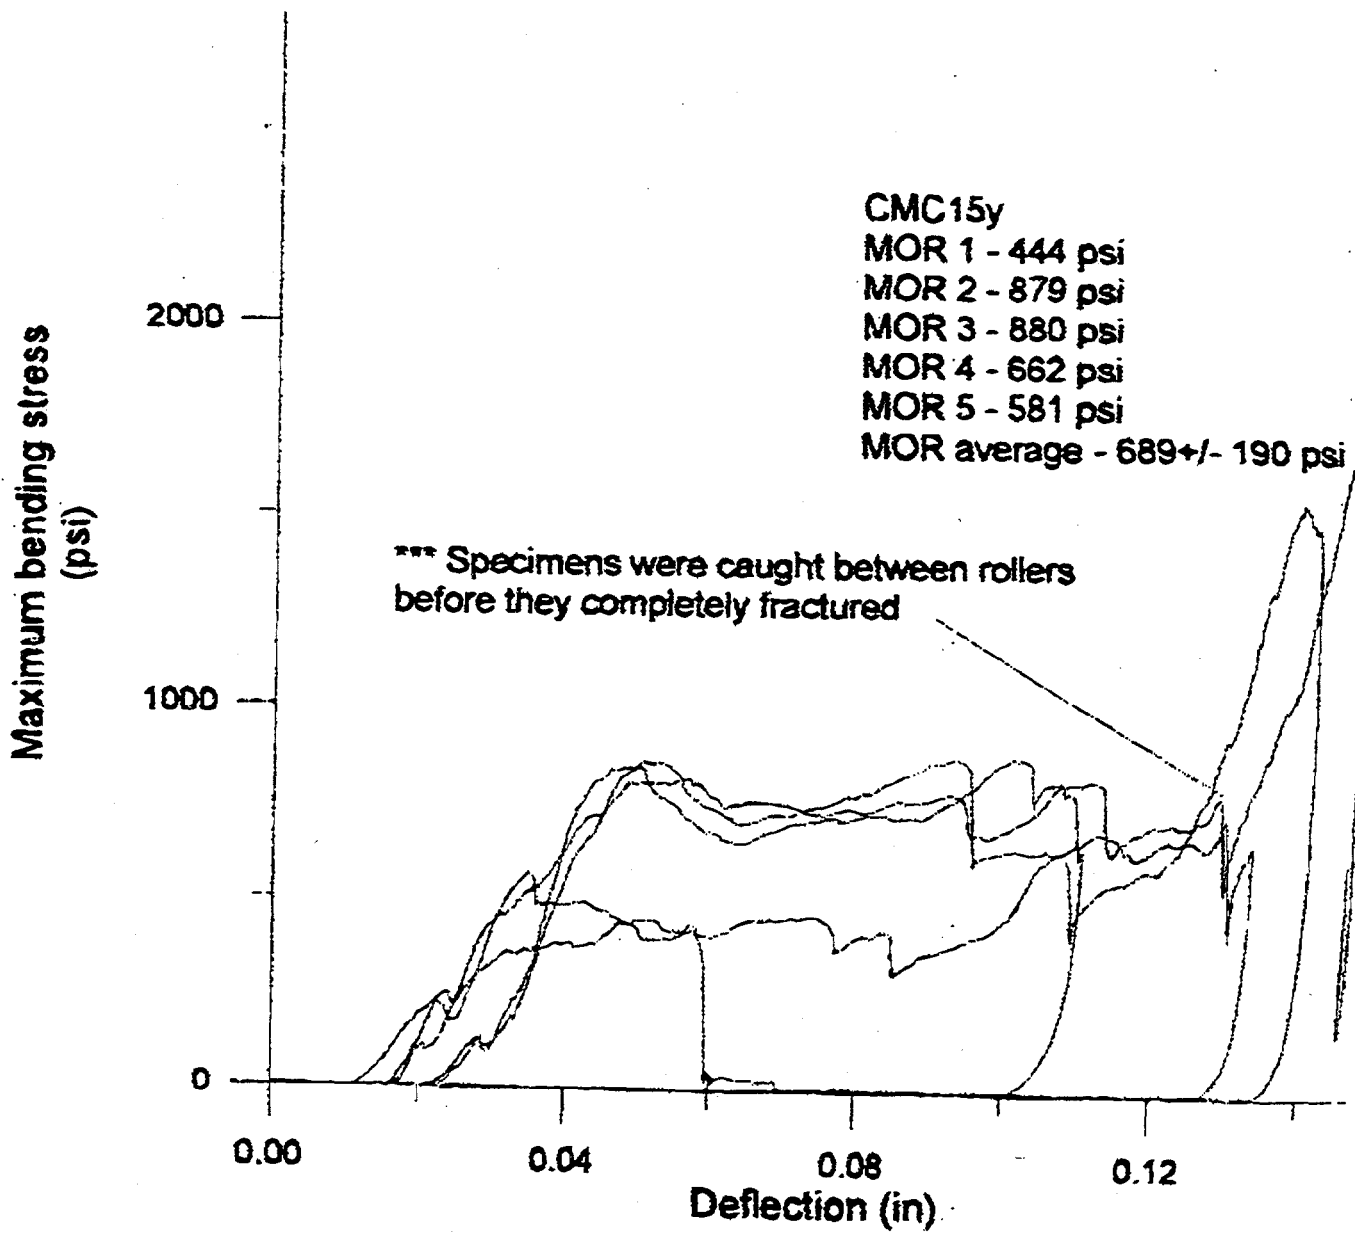 CMC15y
MOR 1 - 444 psi
MOR 2 - 879 psi
MOR 3 - 880 psi
MOR 4 - 662 psi
MOR 5 - 581 psi
MOR average - 689+/- 190 psi
*** Specimens were caught between rollers
before they completely fractured
Maximum bending stress
(psi)
2000
1000
0
0.00
0.04
0.08
0.12
Deflection (in)